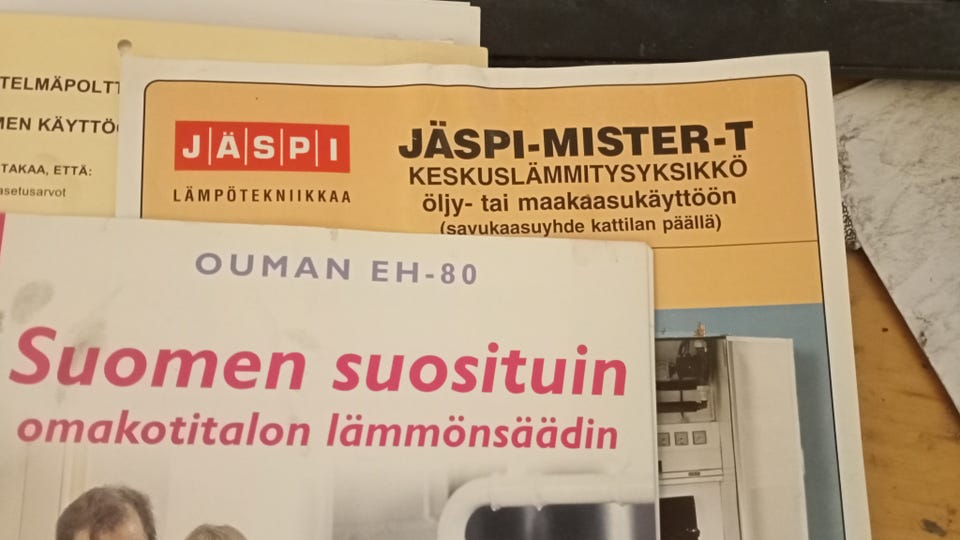 TELMÄPOLTT
MEN KÄYTTÖ
TAKAA, ETTÄ:
asetusarvot
JÄSPI
LÄMPÖTEKNIIKKAA
JÄSPI-MISTER-T
KESKUSLÄMMITYSYKSIKKÖ
öljy- tai maakaasukäyttöön
(savukaasuyhde kattilan päällä)
OUMAN EH-80
Suomen suosituin
omakotitalon lämmönsäädin